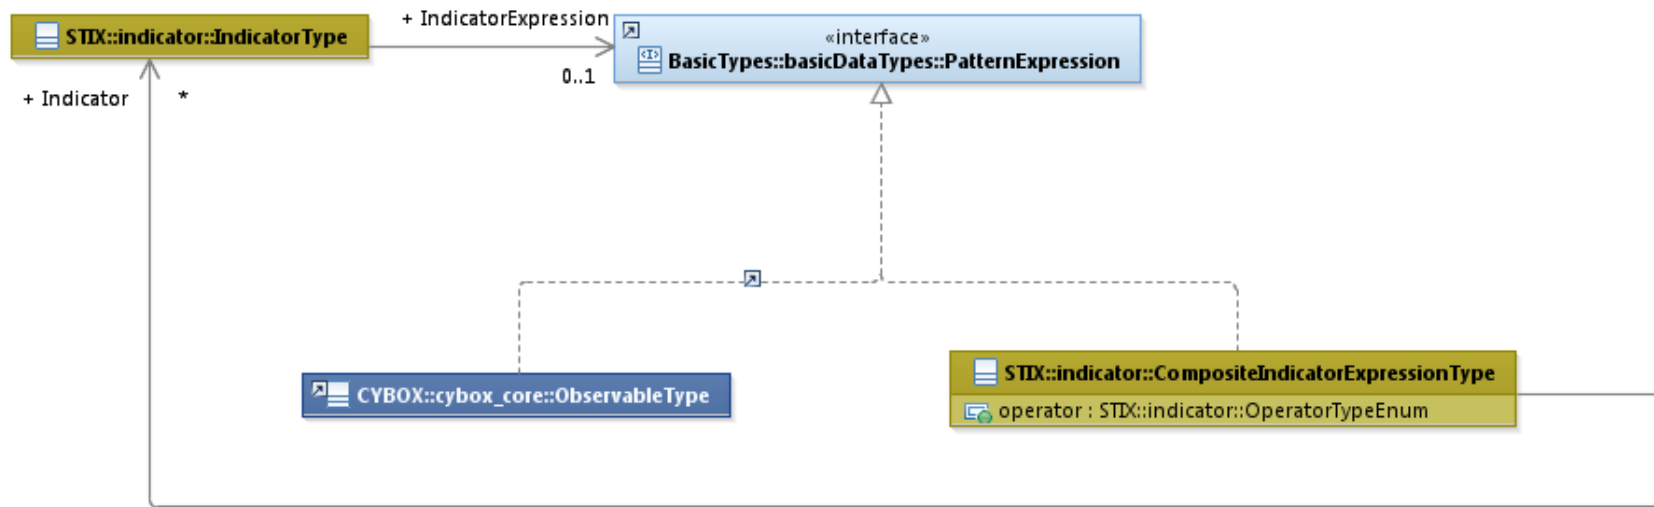 STIX::indicator::IndicatorType
+ IndicatorExpression
0..1
«interface»
BasicTypes::basicDataTypes::PatternExpression
+ Indicator
*
CYBOX::cybox_core::ObservableType
STIX::indicator::CompositeIndicatorExpressionType
operator : STIX::indicator::OperatorTypeEnum